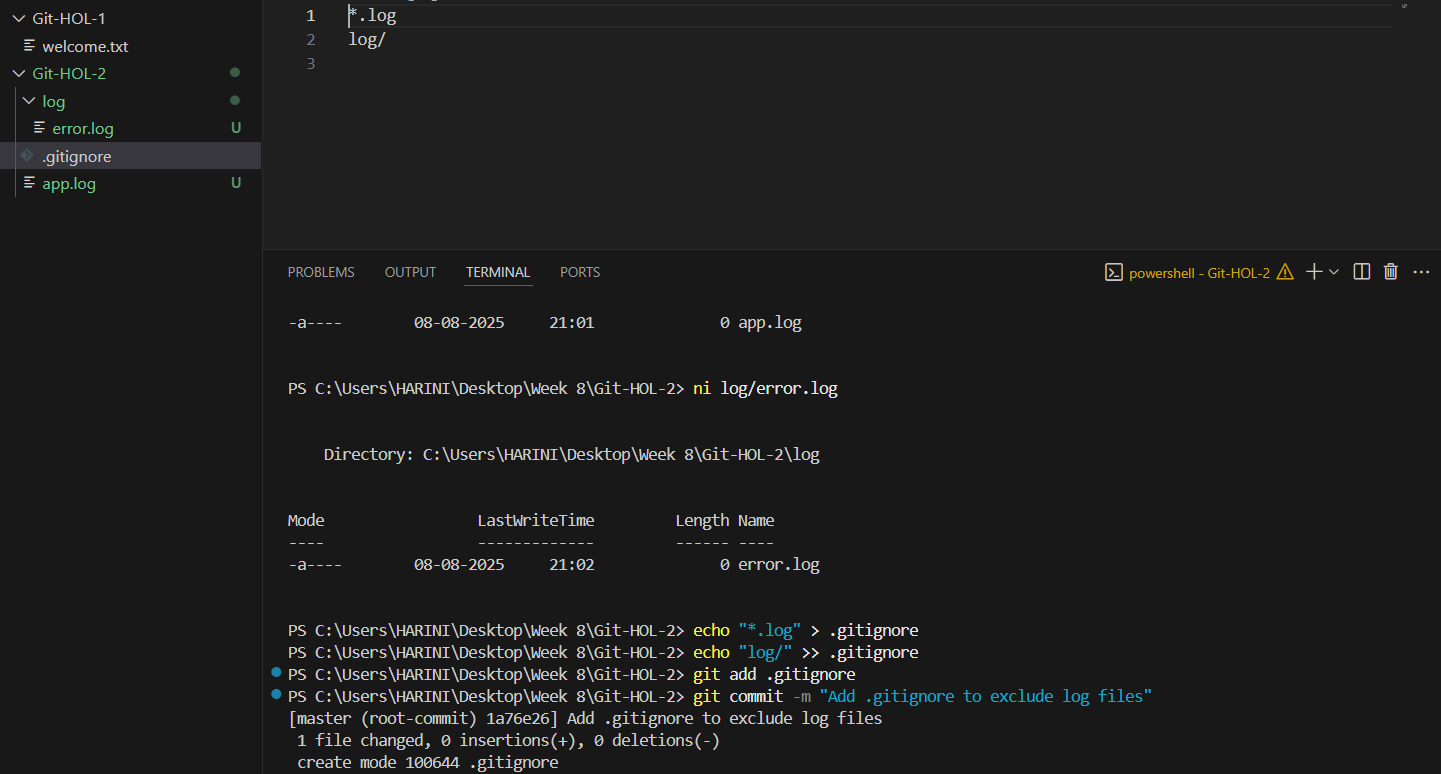 Git-HOL-1
welcome.txt
Git-HOL-2
log
error.log U
.gitignore
app.log U
1 *.log
2 log/
3
PROBLEMS OUTPUT TERMINAL PORTS
powershell - Git-HOL-2
-a---- 08-08-2025 21:01 0 app.log
PS C:\Users\HARINI\Desktop\Week 8\Git-HOL-2> ni log/error.log
Directory: C:\Users\HARINI\Desktop\Week 8\Git-HOL-2\log
Mode LastWriteTime Length Name
---- ------------- ------ ----
-a---- 08-08-2025 21:02 0 error.log
PS C:\Users\HARINI\Desktop\Week 8\Git-HOL-2> echo "*.log" > .gitignore
PS C:\Users\HARINI\Desktop\Week 8\Git-HOL-2> echo "log/" >> .gitignore
PS C:\Users\HARINI\Desktop\Week 8\Git-HOL-2> git add .gitignore
PS C:\Users\HARINI\Desktop\Week 8\Git-HOL-2> git commit -m "Add .gitignore to exclude log files"
[master (root-commit) 1a76e26] Add .gitignore to exclude log files
1 file changed, 0 insertions(+), 0 deletions(-)
create mode 100644 .gitignore